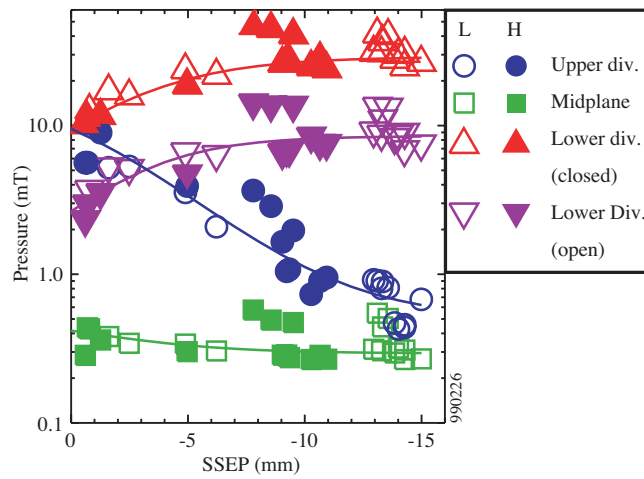 L H
Upper div.
Midplane
Lower div.
(closed)
Lower Div.
(open)
Pressure (mT)
10.0
1.0
0.1
0 -5 -10 -15
SSEP (mm)
990226